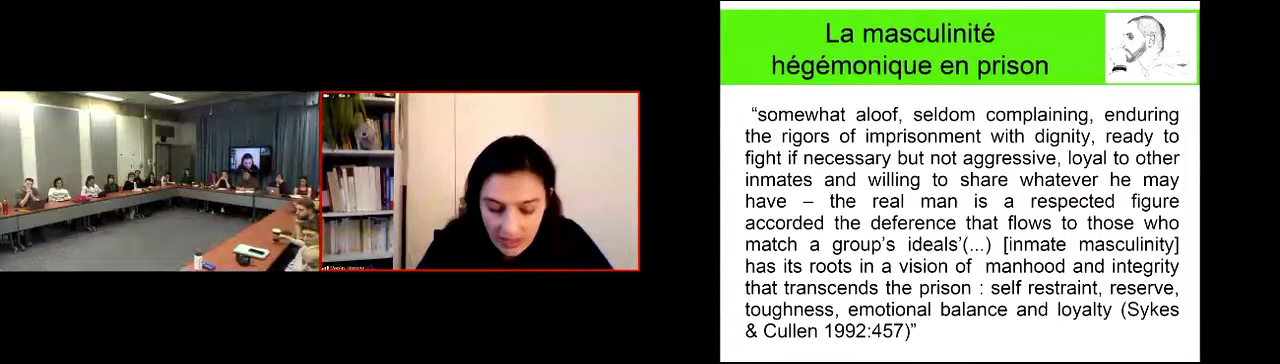 La masculinité
hégémonique en prison
“somewhat aloof, seldom complaining, enduring
the rigors of imprisonment with dignity, ready to
fight if necessary but not aggressive, loyal to other
inmates and willing to share whatever he may
have – the real man is a respected figure
accorded the deference that flows to those who
match a group’s ideals’(...) [inmate masculinity]
has its roots in a vision of manhood and integrity
that transcends the prison : self restraint, reserve,
toughness, emotional balance and loyalty (Sykes
& Cullen 1992:457)”